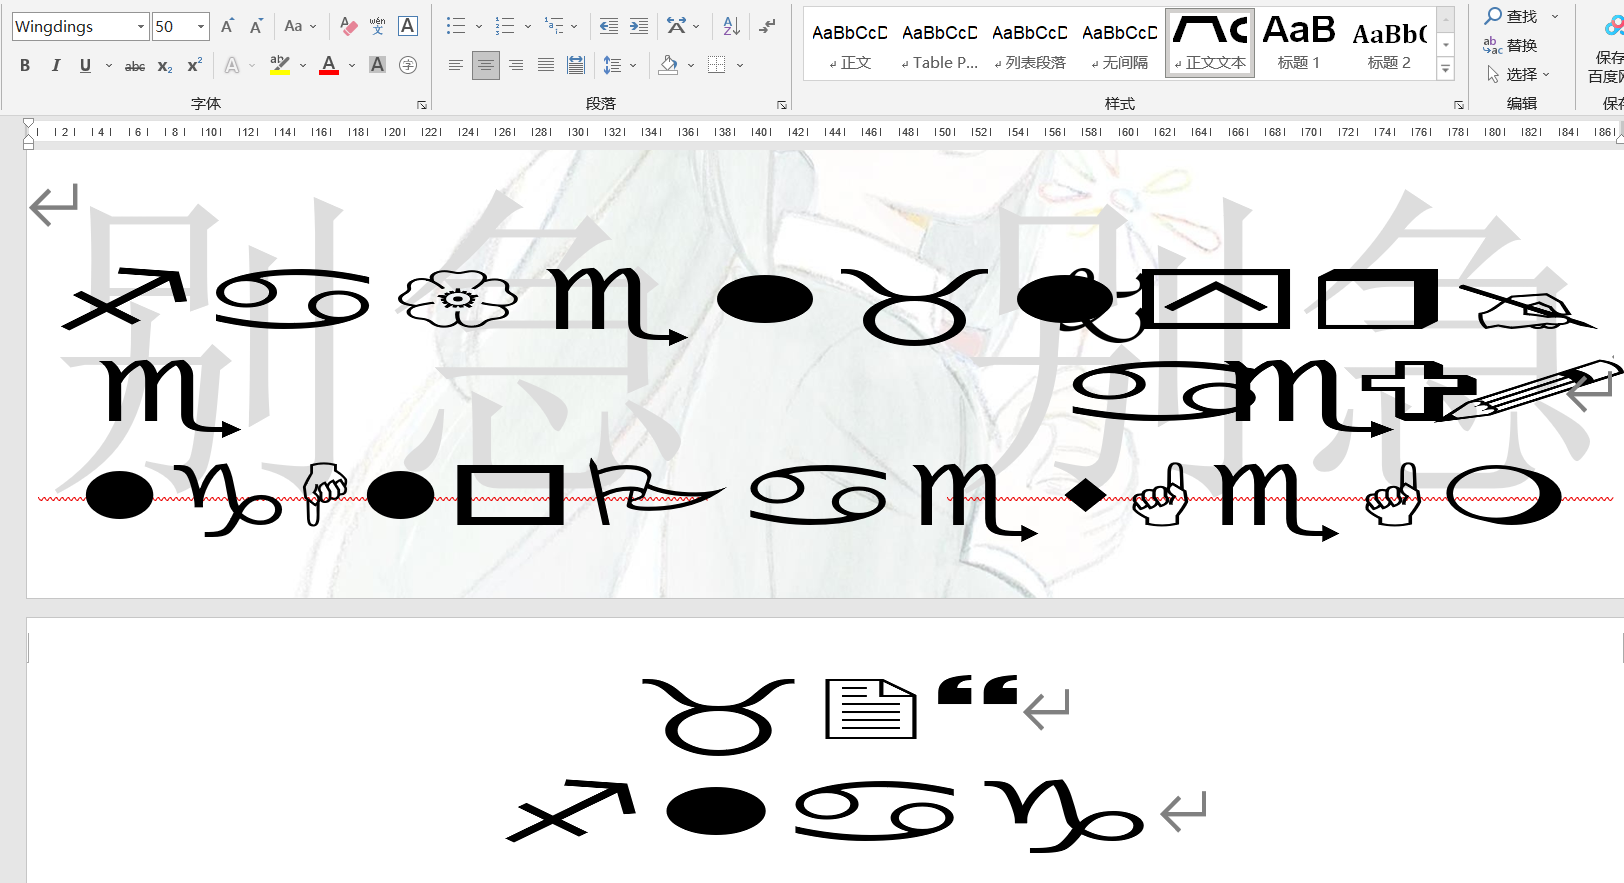 Wingdings 50 Aa wén A AaBbCcD AaBbCcD AaBbCcD AaBbCcD AaB AaBb( 查找
替换
B I U abc x₂ x² A ab A A 字 正文 Table P... 列表段落 无间隔 正文文本 标题 1 标题 2 选择
保存
百度网
字体 段落 样式 编辑 保存
2 4 6 8 10 12 14 16 18 20 22 24 26 28 30 32 34 36 38 40 42 44 46 48 50 52 54 56 58 60 62 64 66 68 70 72 74 76 78 80 82 84 86
别急 别急
♐♋❀♏●♉●🙰⍓❒✍
♏ ♋♏✞✏
●♑☟●□⚐♋♏⬥☝♏☝❍
♉🗎❝
♐●♋♑